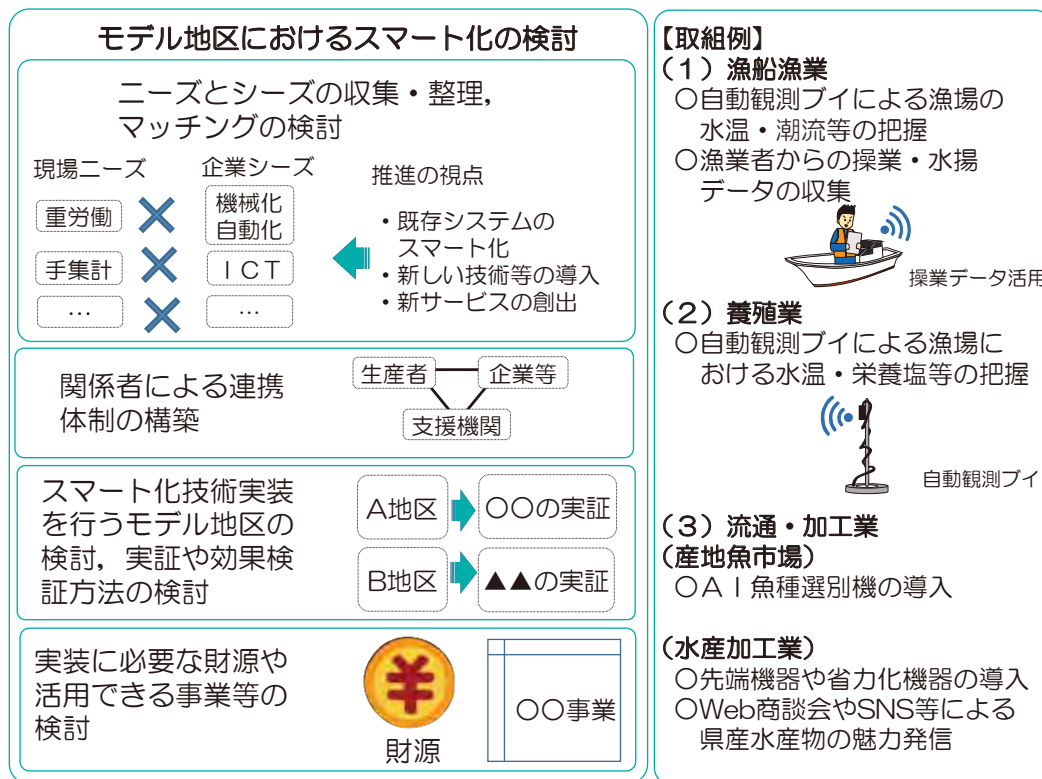 モデル地区におけるスマート化の検討
ニーズとシーズの収集・整理，
マッチングの検討
現場ニーズ
企業シーズ
推進の視点
重労働
機械化
自動化
手集計
ＩＣＴ
…
…
・既存システムの
スマート化
・新しい技術等の導入
・新サービスの創出
関係者による連携
体制の構築
生産者
企業等
支援機関
スマート化技術実装
を行うモデル地区の
検討，実証や効果検
証方法の検討
A地区
〇〇の実証
B地区
▲▲の実証
実装に必要な財源や
活用できる事業等の
検討
¥
財源
〇〇事業
【取組例】
（１）漁船漁業
〇自動観測ブイによる漁場の
水温・潮流等の把握
〇漁業者からの操業・水揚
データの収集
操業データ活用
（２）養殖業
〇自動観測ブイによる漁場に
おける水温・栄養塩等の把握
自動観測ブイ
（３）流通・加工業
（産地魚市場）
〇ＡＩ魚種選別機の導入
（水産加工業）
〇先端機器や省力化機器の導入
〇Web商談会やSNS等による
県産水産物の魅力発信